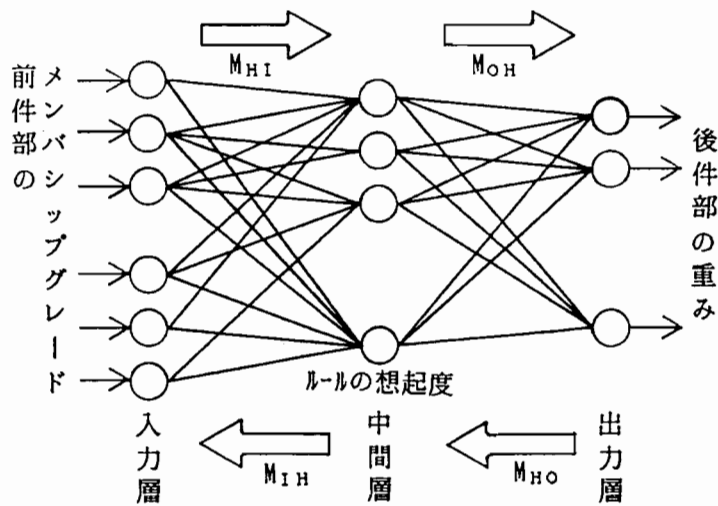 M_HI
M_OH
前件部の
メンバシップグレード
後件部の重み
ルールの想起度
入力層
中間層
出力層
M_IH
M_HO